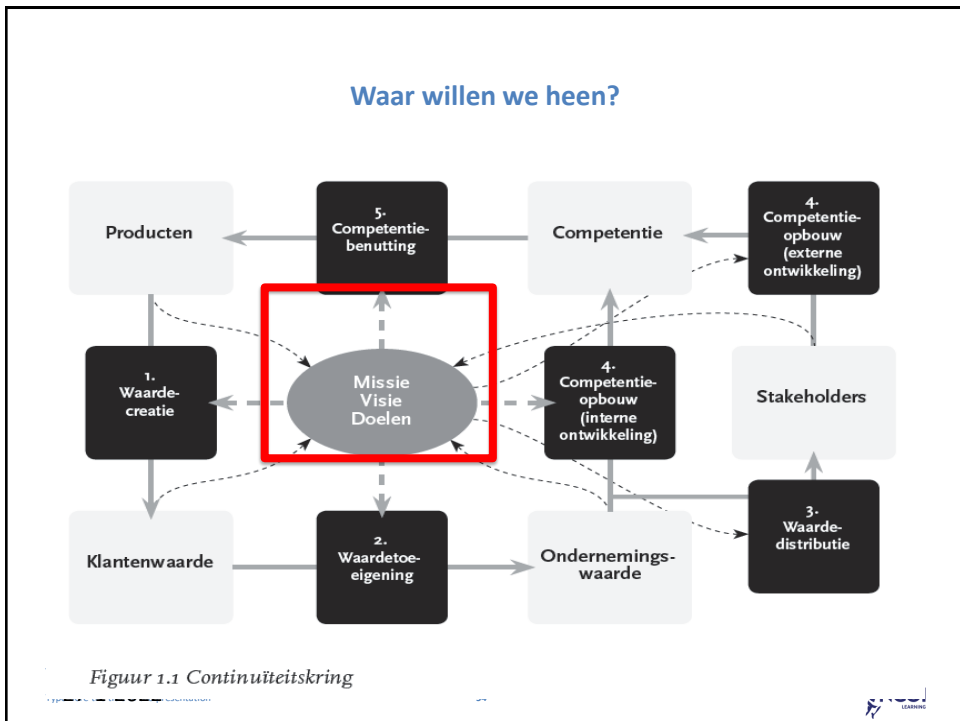 Waar willen we heen?
Producten
5.
Competentie-
benutting
Competentie
4.
Competentie-
opbouw
(externe
ontwikkeling)
1.
Waarde-
creatie
Missie
Visie
Doelen
4.
Competentie-
opbouw
(interne
ontwikkeling)
Stakeholders
Klantenwaarde
2.
Waardetoe-
eigening
Ondernemings-
waarde
3.
Waarde-
distributie
Figuur 1.1 Continuïteitskring
LEARNING